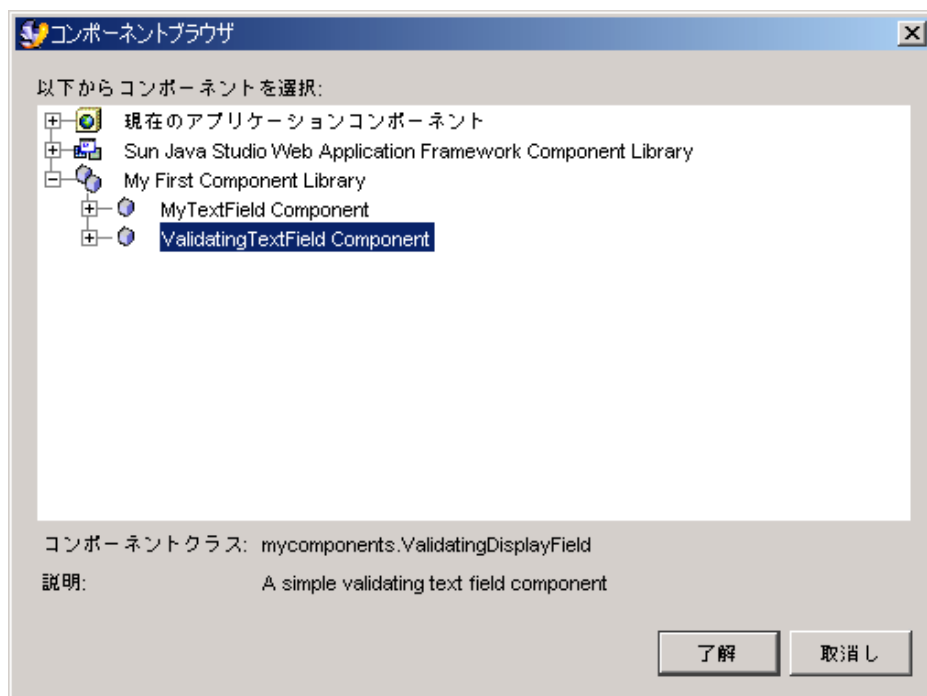 コンポーネントブラウザ
以下からコンポーネントを選択:
現在のアプリケーションコンポーネント
Sun Java Studio Web Application Framework Component Library
My First Component Library
MyTextField Component
ValidatingTextField Component
コンポーネントクラス: mycomponents.ValidatingDisplayField
説明: A simple validating text field component
了解 取消し